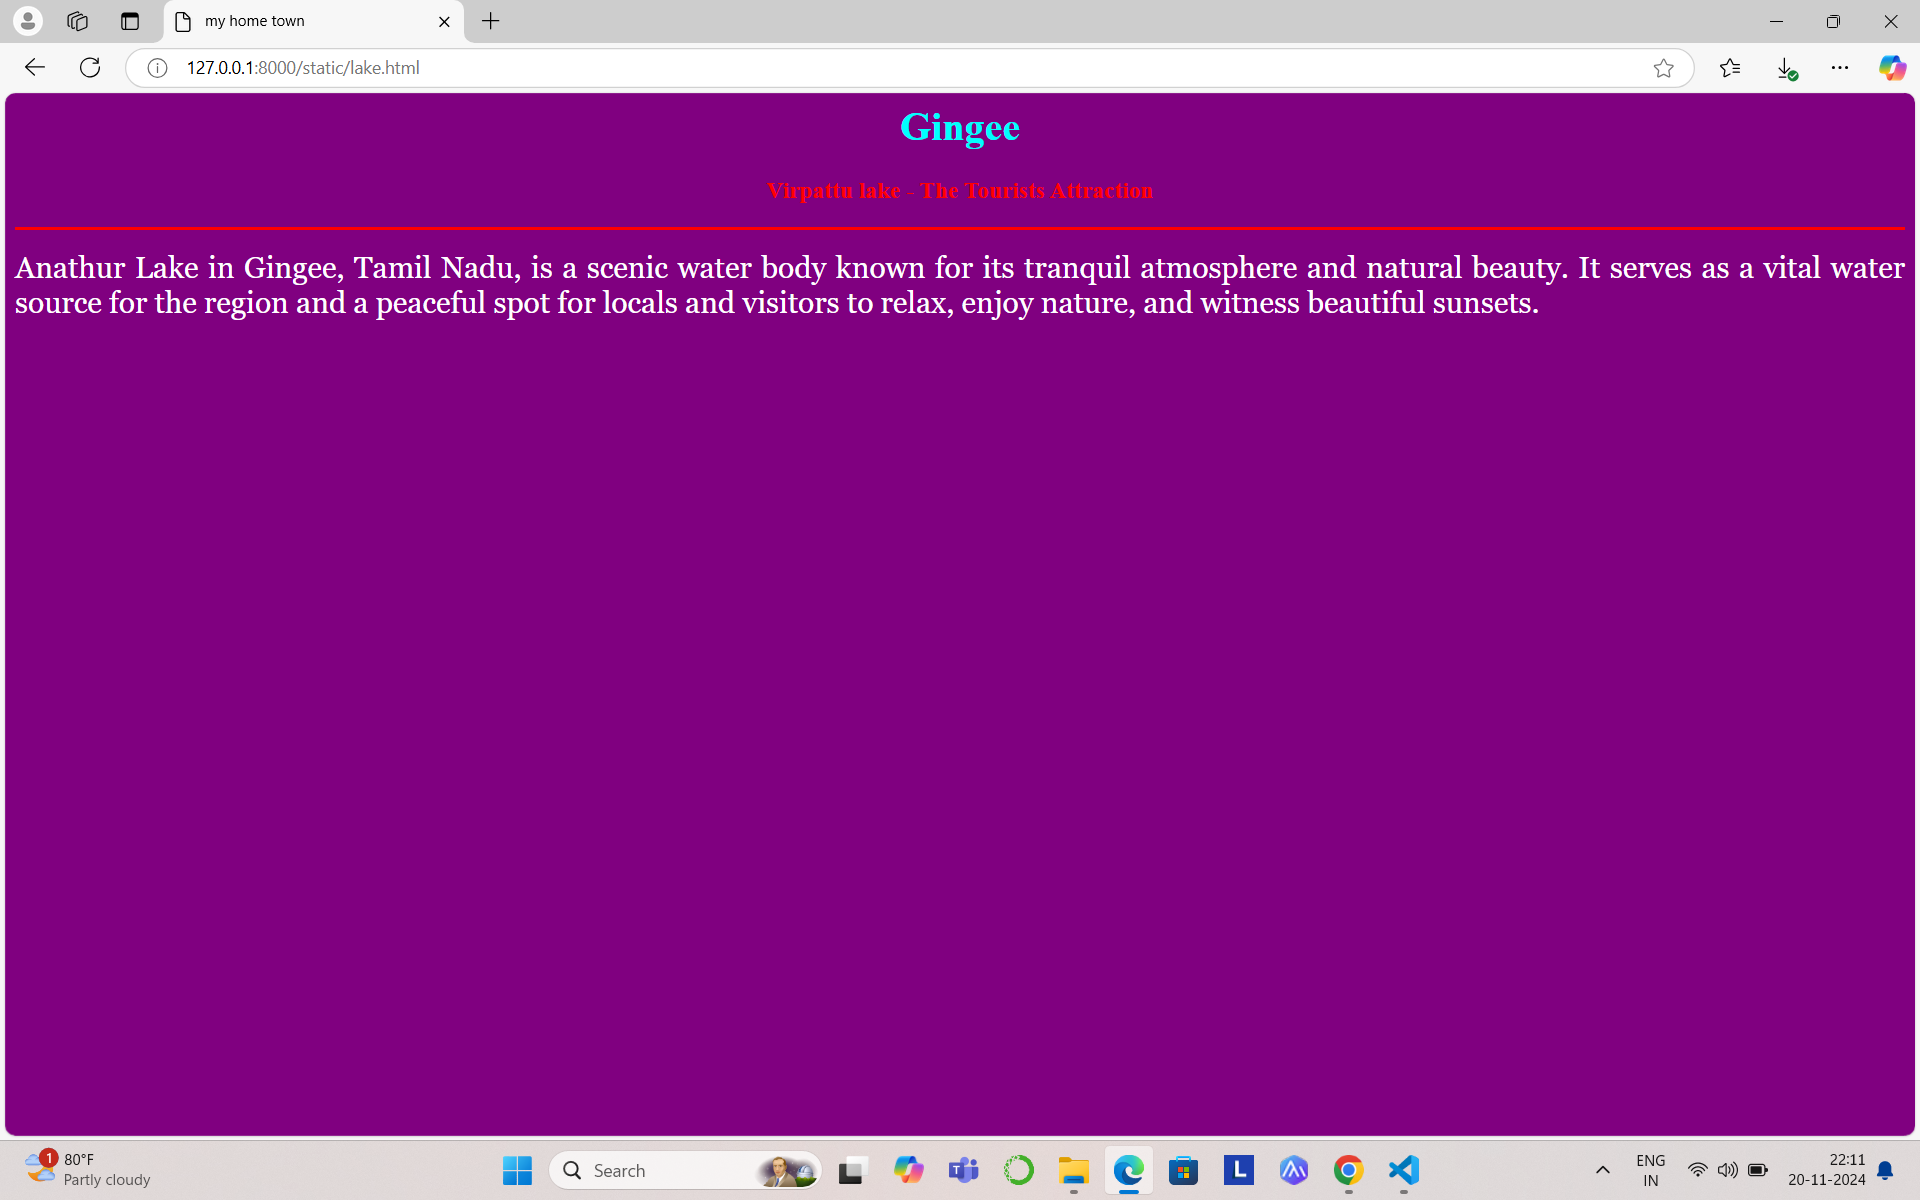 my home town
127.0.0.1:8000/static/lake.html
Gingee
Virpattu lake - The Tourists Attraction
Anathur Lake in Gingee, Tamil Nadu, is a scenic water body known for its tranquil atmosphere and natural beauty. It serves as a vital water
source for the region and a peaceful spot for locals and visitors to relax, enjoy nature, and witness beautiful sunsets.
1
80°F
Partly cloudy
Search
L
ENG
IN
22:11
20-11-2024